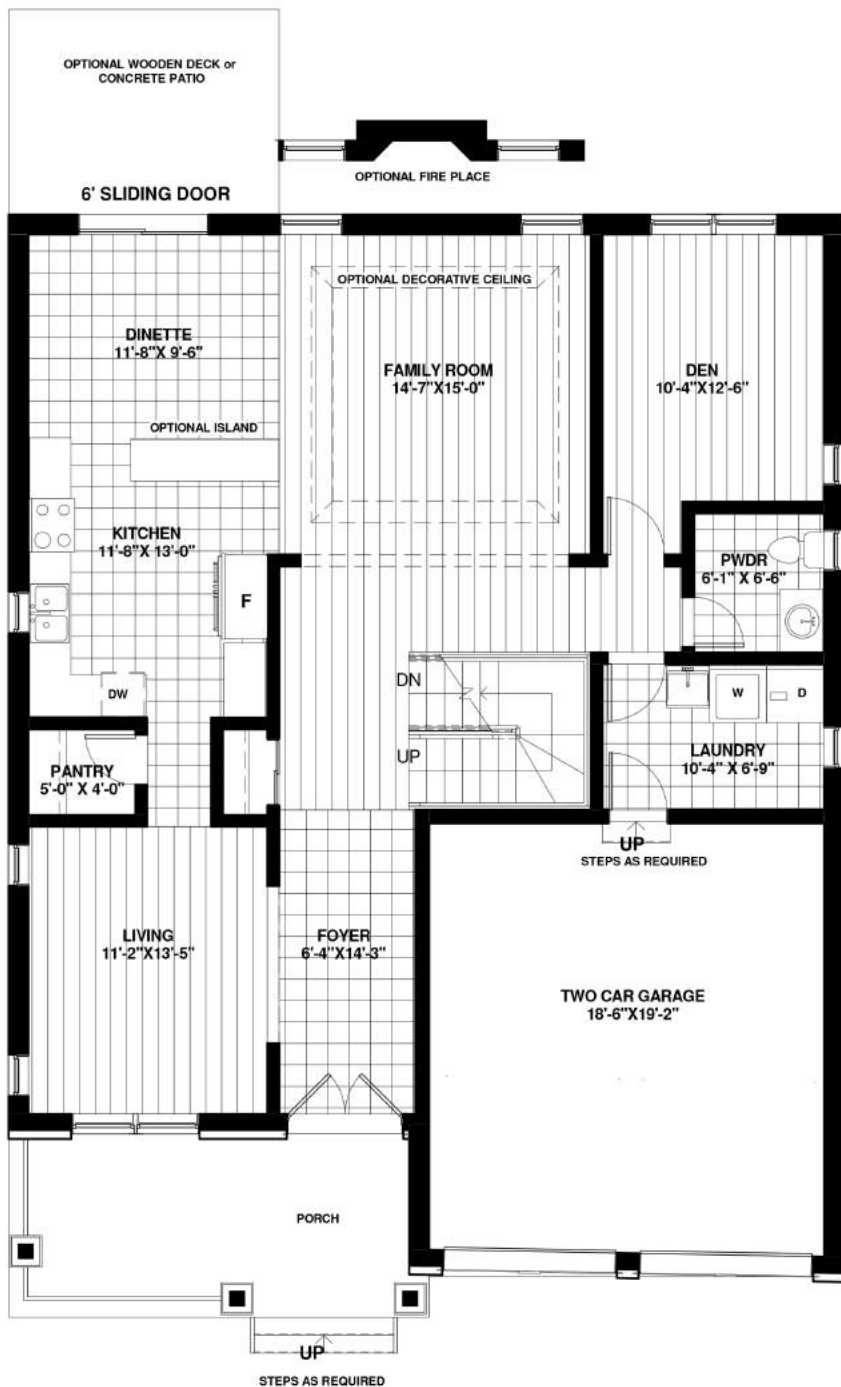 OPTIONAL WOODEN DECK or
CONCRETE PATIO
OPTIONAL FIRE PLACE
6' SLIDING DOOR
OPTIONAL DECORATIVE CEILING
DINETTE
11'-8"X 9'-6"
FAMILY ROOM
14'-7"X15'-0"
DEN
10'-4"X12'-6"
OPTIONAL ISLAND
KITCHEN
11'-8"X 13'-0"
PWDR
6'-1" X 6'-6"
F
DN
DW
W
D
UP
LAUNDRY
10'-4" X 6'-9"
PANTRY
5'-0" X 4'-0"
UP
STEPS AS REQUIRED
LIVING
11'-2"X13'-5"
FOYER
6'-4"X14'-3"
TWO CAR GARAGE
18'-6"X19'-2"
PORCH
UP
STEPS AS REQUIRED